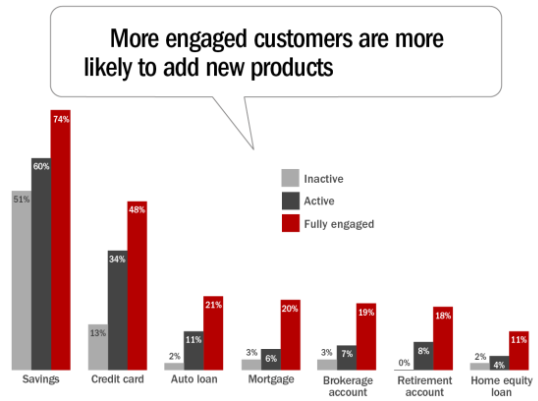 More engaged customers are more
likely to add new products
74%
60%
51%
Inactive
Active
Fully engaged
48%
34%
13%
21%
11%
2%
20%
6%
3%
19%
7%
3%
18%
8%
0%
11%
4%
2%
Savings
Credit card
Auto loan
Mortgage
Brokerage
account
Retirement
account
Home equity
loan